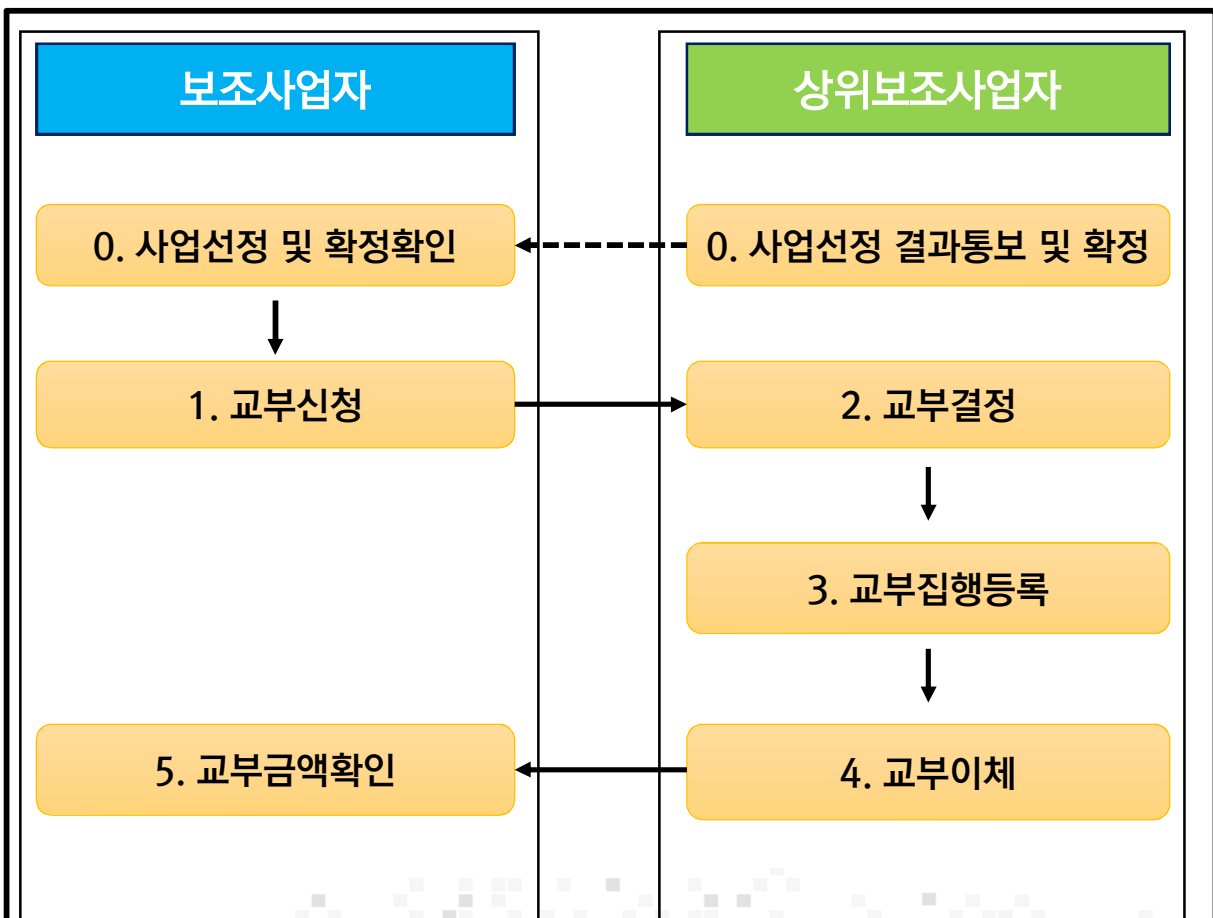 보조사업자
상위보조사업자
0. 사업선정 및 확정확인
0. 사업선정 결과통보 및 확정
1. 교부신청
2. 교부결정
3. 교부집행등록
5. 교부금액확인
4. 교부이체